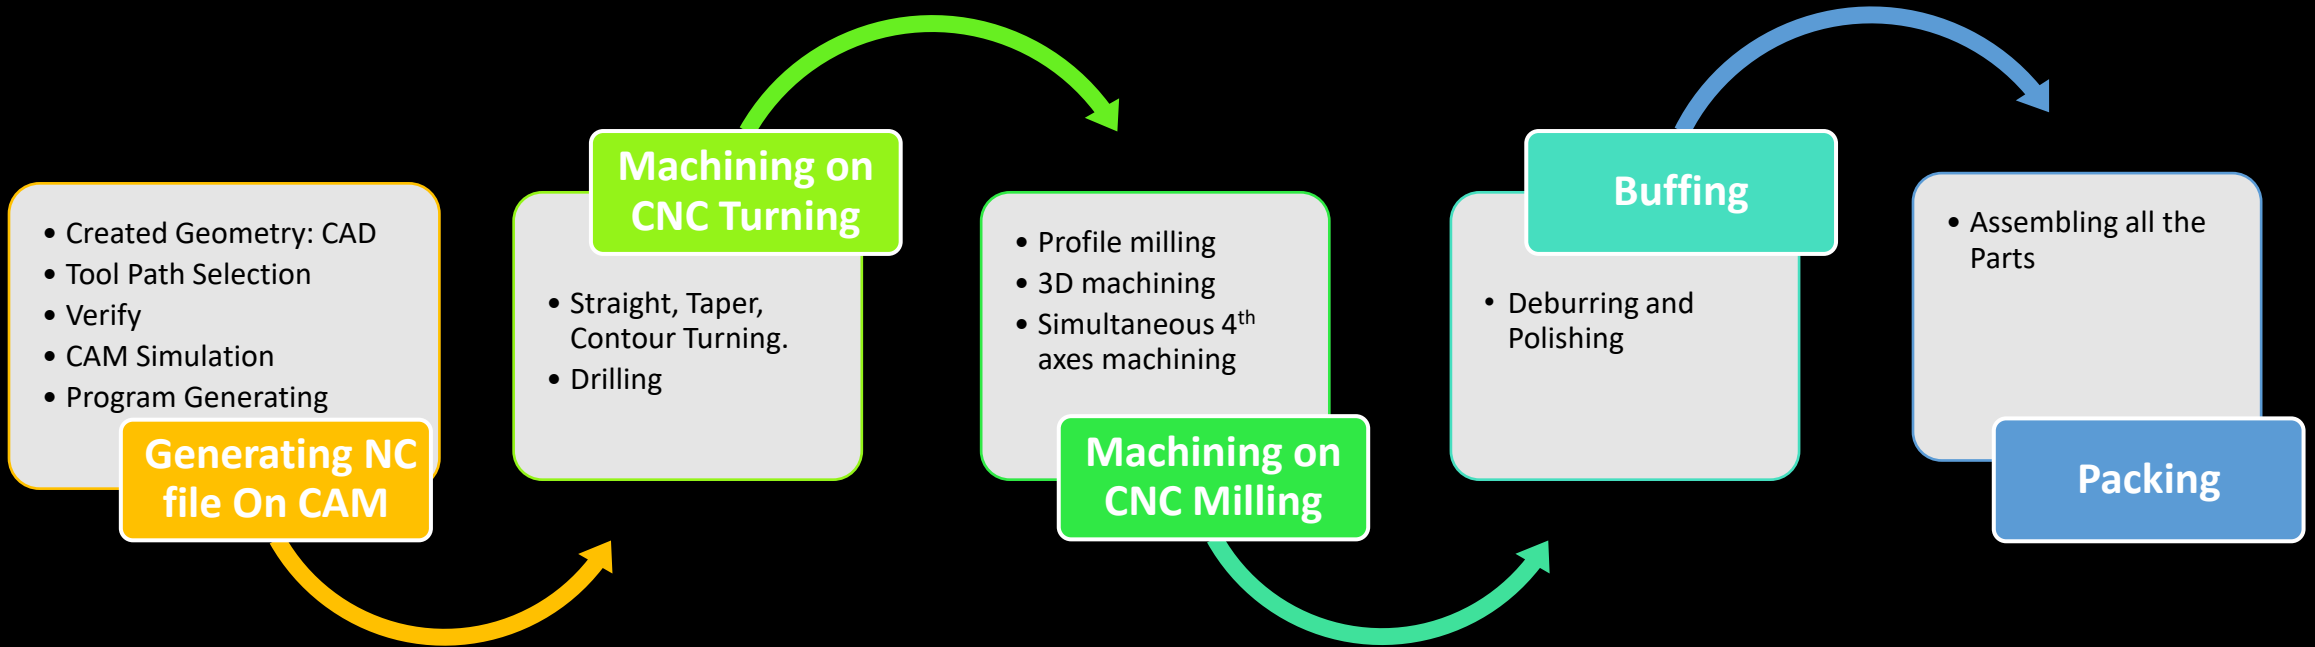 • Created Geometry: CAD
• Tool Path Selection
• Verify
• CAM Simulation
• Program Generating
Generating NC
file On CAM
Machining on
CNC Turning
• Straight, Taper,
Contour Turning.
• Drilling
• Profile milling
• 3D machining
• Simultaneous 4th
axes machining
Machining on
CNC Milling
Buffing
• Deburring and
Polishing
• Assembling all the
Parts
Packing